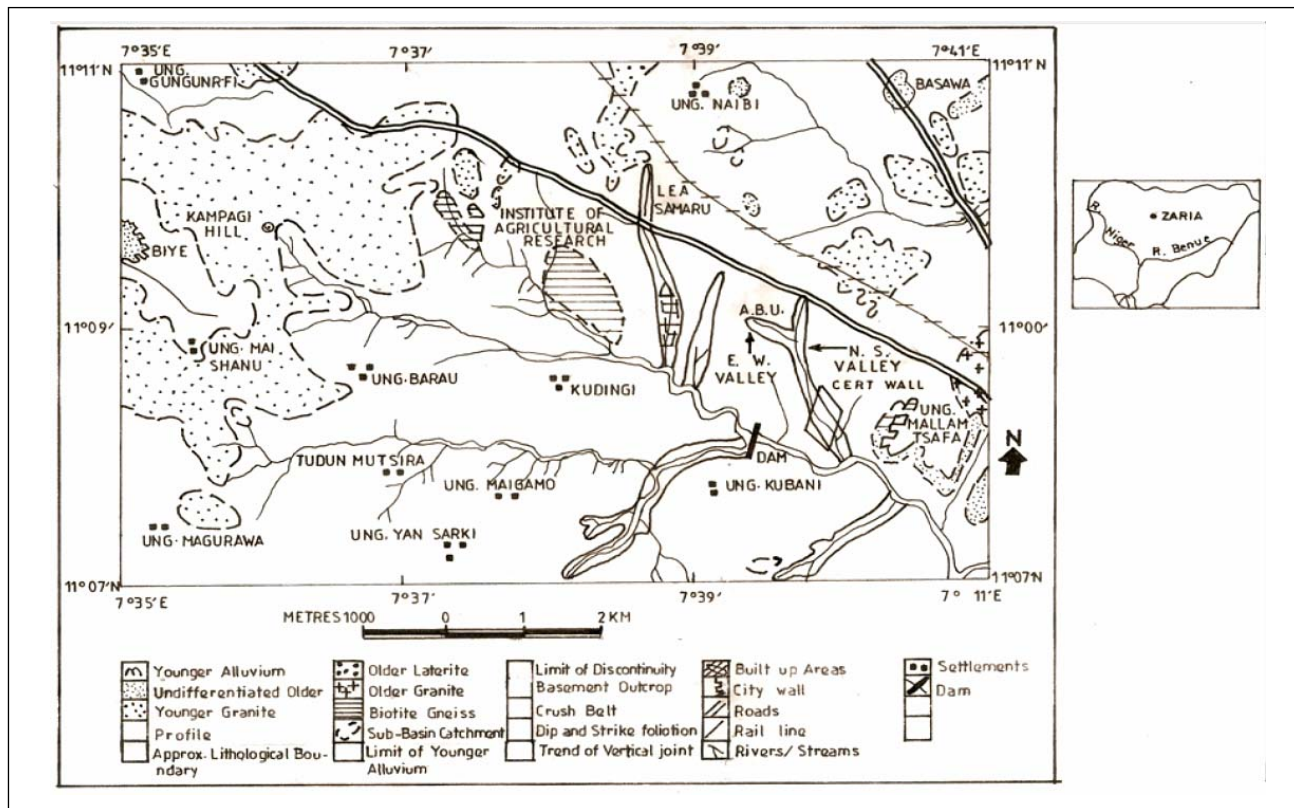 7°35'E 7°37' 7°39' 7°41'E
11°11'N
11°11'N
UNG.
GUNGUNRFI
BASAWA
UNG. NAIBI
LEA
SAMARU
INSTITUTE OF
AGRICULTURAL
RESEARCH
KAMPAGI
HILL
BIYE
ZARIA
R. Niger
R. Benue
11°09'
11°00'
A.B.U.
E. W.
VALLEY
N. S.
VALLEY
CERT WALL
UNG. MAI
SHANU
UNG. BARAU
KUDINGI
UNG.
MALLAM
TSAFA
N
DAM
TUDUN MUTSIRA
UNG. MAIGAMO
UNG. KUBANI
UNG. MAGURAWA
UNG. YAN SARKI
11°07'N
11°07'N
7°35'E 7°37' 7°39' 7° 11'E
METRES 1000 0 1 2 KM
Younger Alluvium
Undifferentiated Older
Younger Granite
Profile
Approx. Lithological Bou-
ndary
Older Laterite
Older Granite
Biotite Gneiss
Sub-Basin Catchment
Limit of Younger
Alluvium
Limit of Discontinuity
Basement Outcrop
Crush Belt
Dip and Strike foliotion
Trend of Vertical joint
Built up Areas
City wall
Roads
Rail line
Rivers/Streams
Settlements
Dam